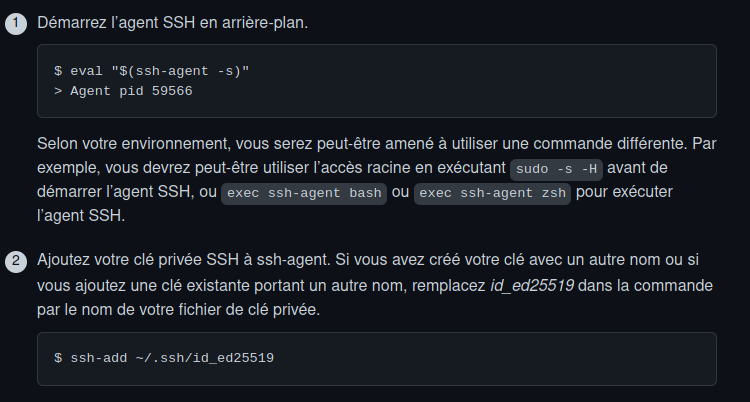 1 Démarrez l’agent SSH en arrière-plan.
$ eval "$(ssh-agent -s)"
> Agent pid 59566
Selon votre environnement, vous serez peut-être amené à utiliser une commande différente. Par
exemple, vous devrez peut-être utiliser l’accès racine en exécutant sudo -s -H avant de
démarrer l’agent SSH, ou exec ssh-agent bash ou exec ssh-agent zsh pour exécuter
l’agent SSH.
2 Ajoutez votre clé privée SSH à ssh-agent. Si vous avez créé votre clé avec un autre nom ou si
vous ajoutez une clé existante portant un autre nom, remplacez id_ed25519 dans la commande
par le nom de votre fichier de clé privée.
$ ssh-add ~/.ssh/id_ed25519